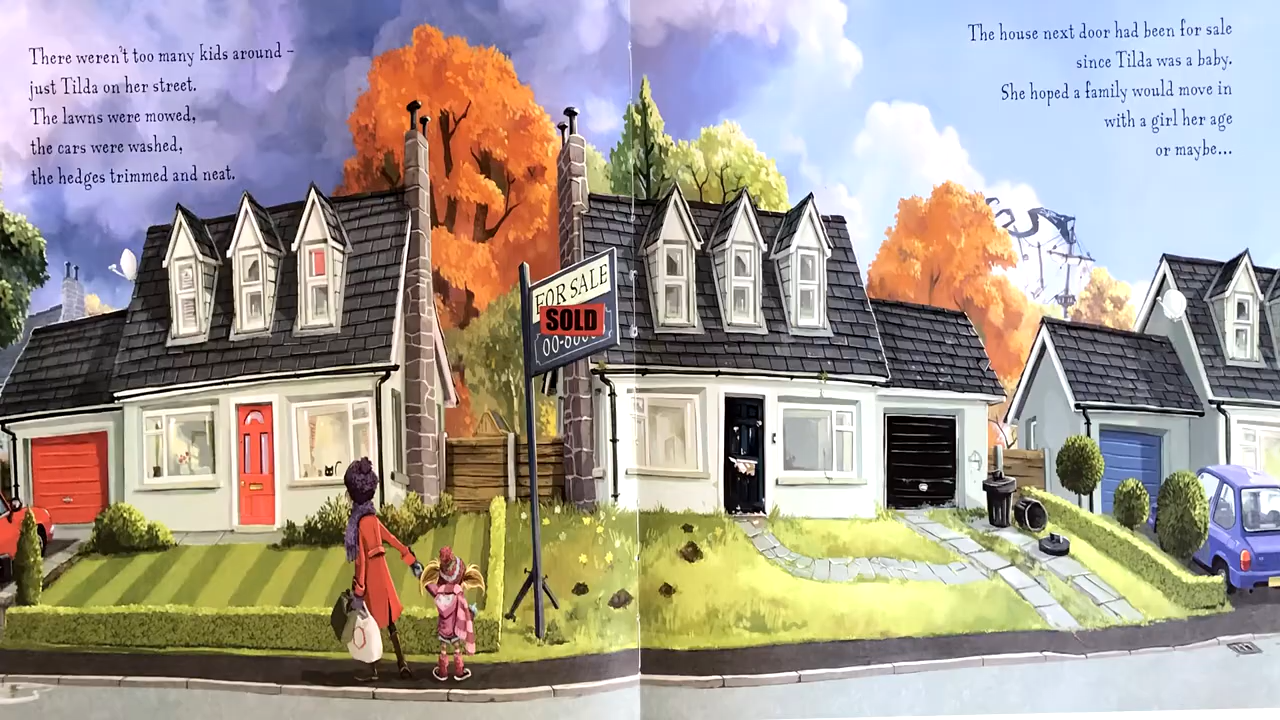 There weren't too many kids around –
just Tilda on her street.
The lawns were mowed,
the cars were washed,
the hedges trimmed and neat.
FOR SALE
SOLD
The house next door had been for sale
since Tilda was a baby.
She hoped a family would move in
with a girl her age
or maybe...